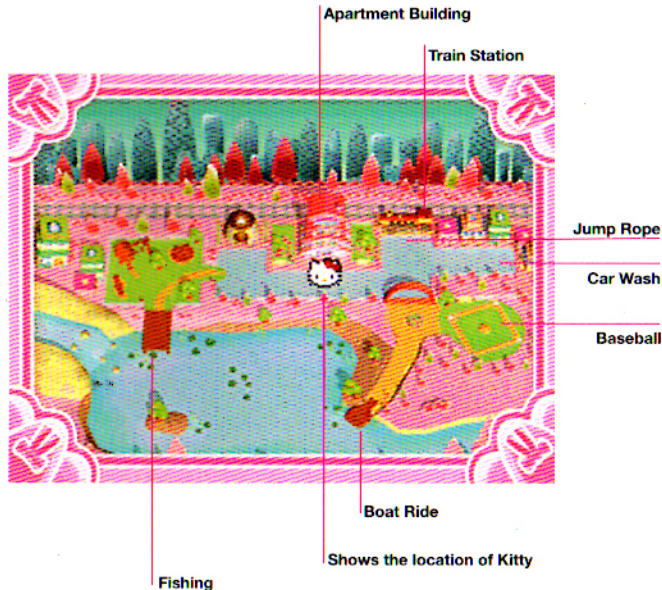 Apartment Building
Train Station
Jump Rope
Car Wash
Baseball
Boat Ride
Shows the location of Kitty
Fishing